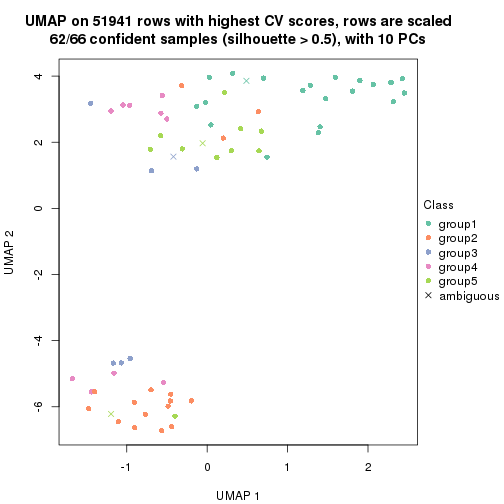 UMAP on 51941 rows with highest CV scores, rows are scaled
62/66 confident samples (silhouette > 0.5), with 10 PCs
4
2
0
-2
-4
-6
UMAP 2
-1
0
1
2
UMAP 1
Class
group1
group2
group3
group4
group5
ambiguous